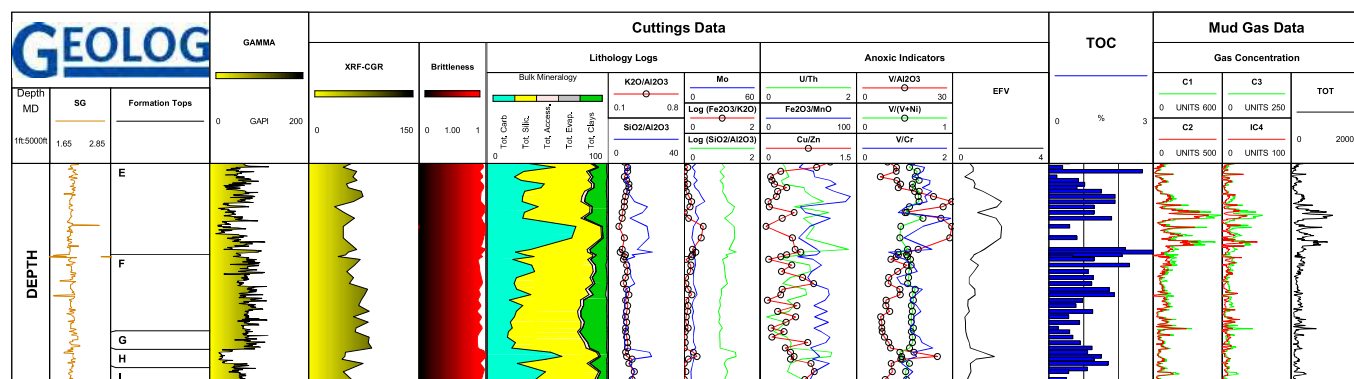 GEOLOG
Cuttings Data
Mud Gas Data
GAMMA
TOC
Lithology Logs
Anoxic Indicators
Gas Concentration
XRF-CGR
Brittleness
Bulk Mineralogy
K2O/Al2O3
Mo
U/Th
V/Al2O3
EFV
C1
C3
TOT
Depth
MD
SG
Formation Tops
0.1 0.8
0 60
0 2
0 30
0 UNITS 600
0 UNITS 250
Log (Fe2O3/K2O)
Fe2O3/MnO
V/(V+Ni)
0 GAPI 200
0 150
0 1.00 1
Tot, Carb
Tot, Silic.
Tot, Access.
Tot, Evap.
Tot, Clays
0 2
0 100
0 1
0 % 3
SiO2/Al2O3
Log (SiO2/Al2O3)
Cu/Zn
V/Cr
C2
IC4
1ft:5000ft
1.65 2.85
0 100
0 40
0 2
0 1.5
0 2
0 4
0 UNITS 500
0 UNITS 100
0 2000
DEPTH
E
F
G
H